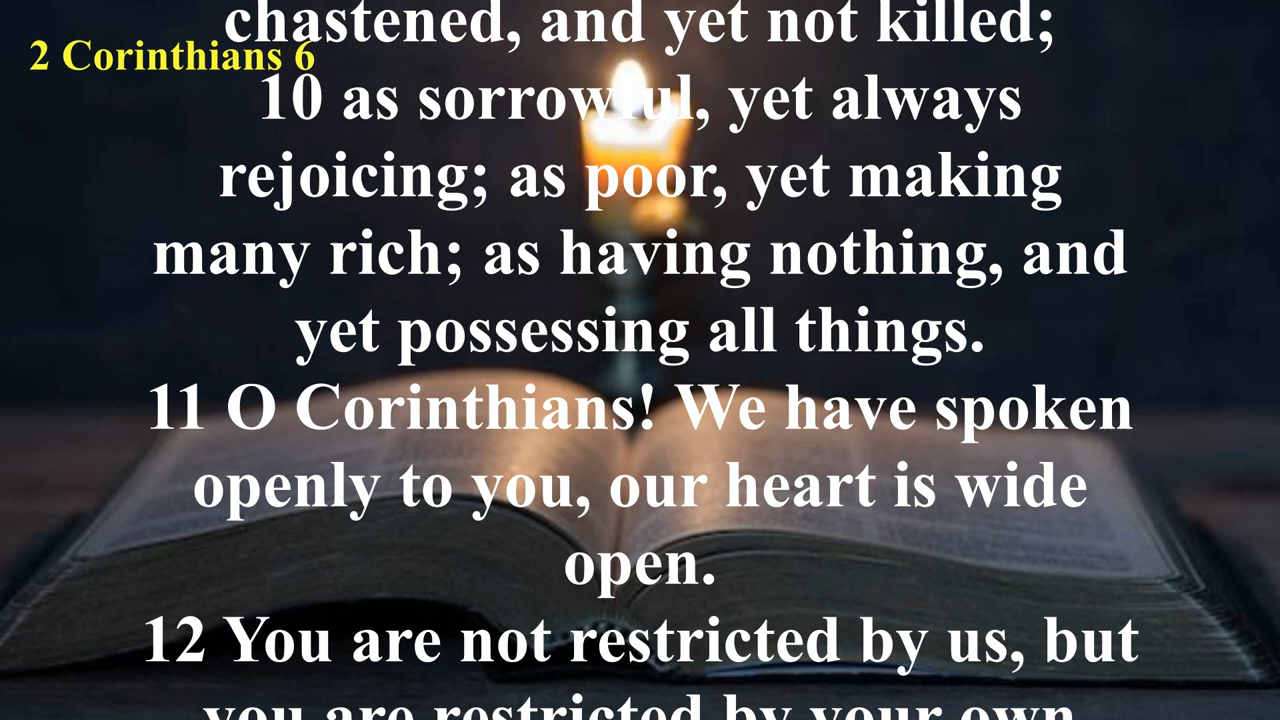 chastened, and yet not killed;
2 Corinthians 6
10 as sorrowful, yet always
rejoicing; as poor, yet making
many rich; as having nothing, and
yet possessing all things.
11 O Corinthians! We have spoken
openly to you, our heart is wide
open.
12 You are not restricted by us, but
you are restricted by your own